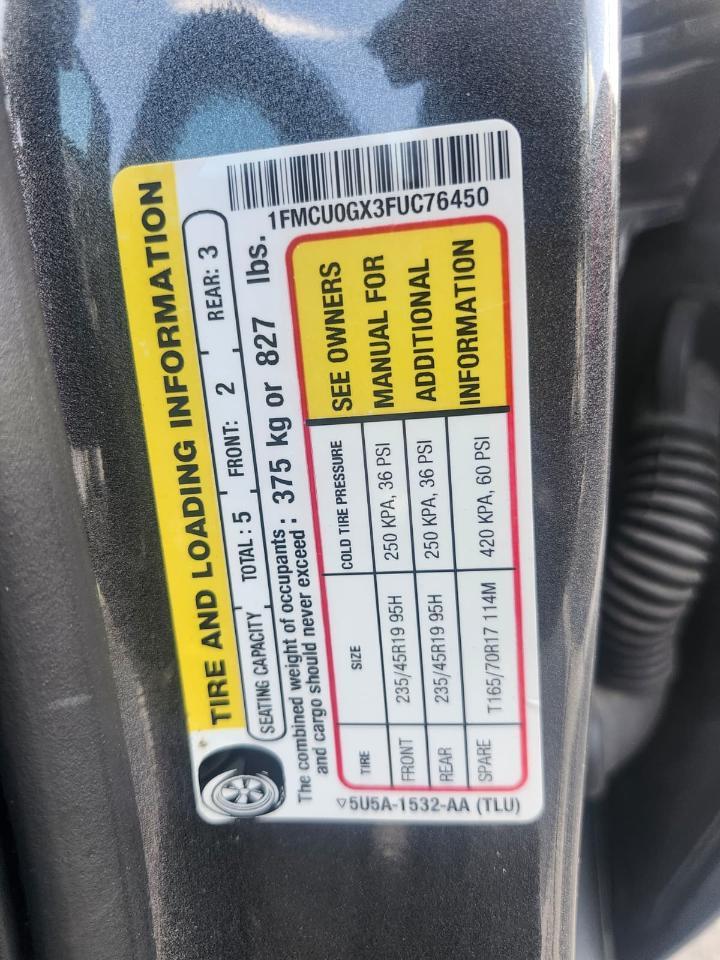 TIRE AND LOADING INFORMATION
SEATING CAPACITY TOTAL : 5 FRONT: 2 REAR: 3
The combined weight of occupants and cargo should never exceed : 375 kg or 827 lbs.
1FMCU0GX3FUC76450
TIRE SIZE COLD TIRE PRESSURE
FRONT 235/45R19 95H 250 KPA, 36 PSI
REAR 235/45R19 95H 250 KPA, 36 PSI
SPARE T165/70R17 114M 420 KPA, 60 PSI
SEE OWNERS
MANUAL FOR
ADDITIONAL
INFORMATION
▽5U5A-1532-AA (TLU)